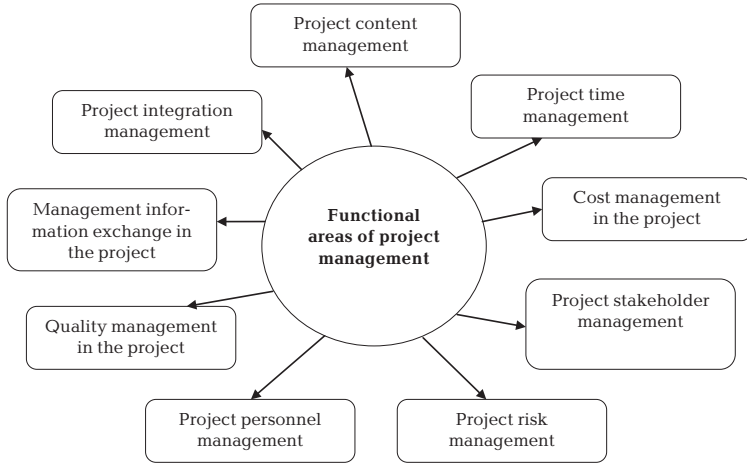 Project content
management
Project integration
management
Project time
management
Management infor-
mation exchange in
the project
Functional
areas of project
management
Cost management
in the project
Quality management
in the project
Project stakeholder
management
Project personnel
management
Project risk
management